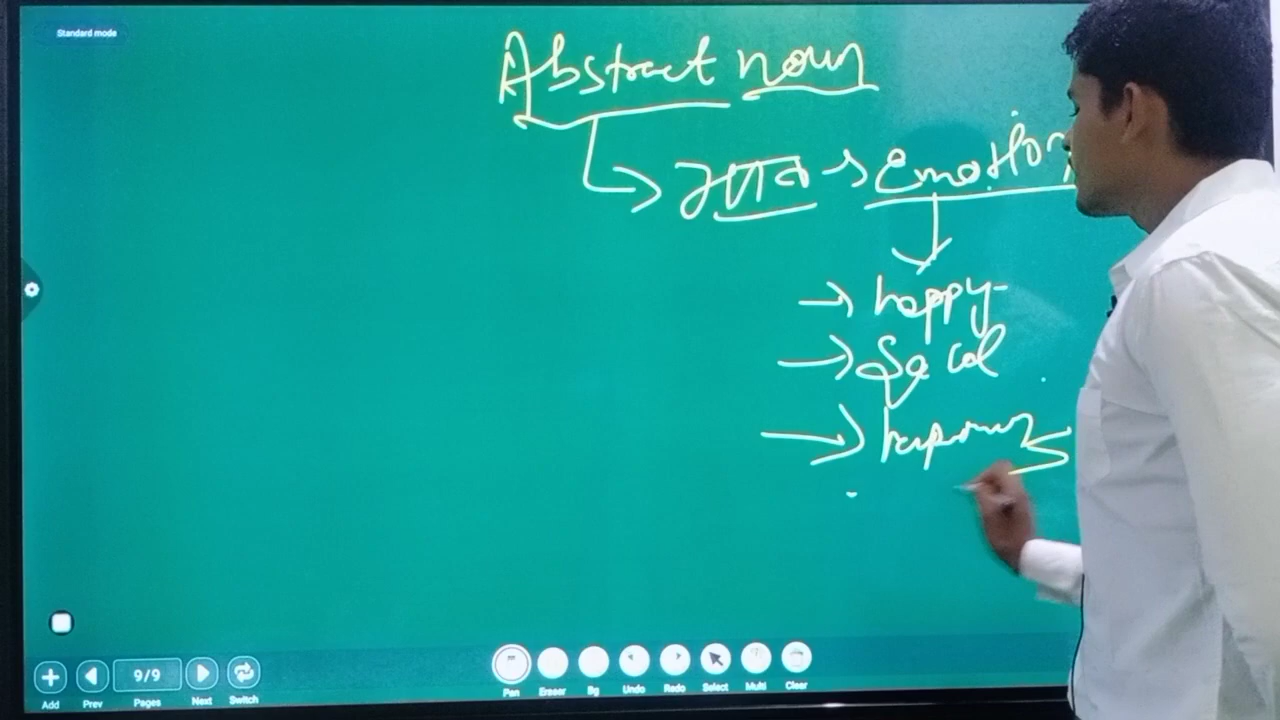 Standard mode
Abstract noun
→ भाव → Emotion
→ happy
→ Sad
→
9/9
Add Prev Pages Next Switch
Pen Eraser Bg Undo Redo Select Multi Clear